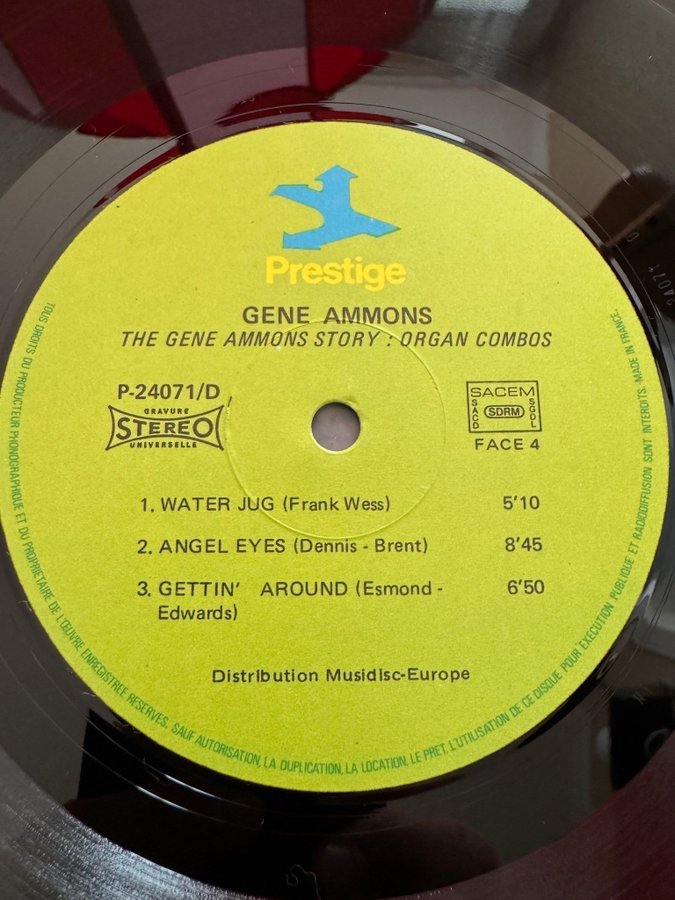 Prestige
GENE AMMONS
THE GENE AMMONS STORY : ORGAN COMBOS
P-24071/D
GRAVURE
STEREO
UNIVERSELLE
SACEM
SACD
SDRM
SGDL
FACE 4
1. WATER JUG (Frank Wess) 5'10
2. ANGEL EYES (Dennis - Brent) 8'45
3. GETTIN' AROUND (Esmond - 6'50
Edwards)
Distribution Musidisc-Europe
TOUS DROITS DU PRODUCTEUR PHONOGRAPHIQUE ET DU PROPRIETAIRE DE L'ŒUVRE ENREGISTREE RESERVES. SAUF AUTORISATION, LA DUPLICATION, LA LOCATION, LE PRET, L'UTILISATION DE CE DISQUE POUR EXECUTION PUBLIQUE ET RADIODIFFUSION SONT INTERDITS. MADE IN FRANCE.